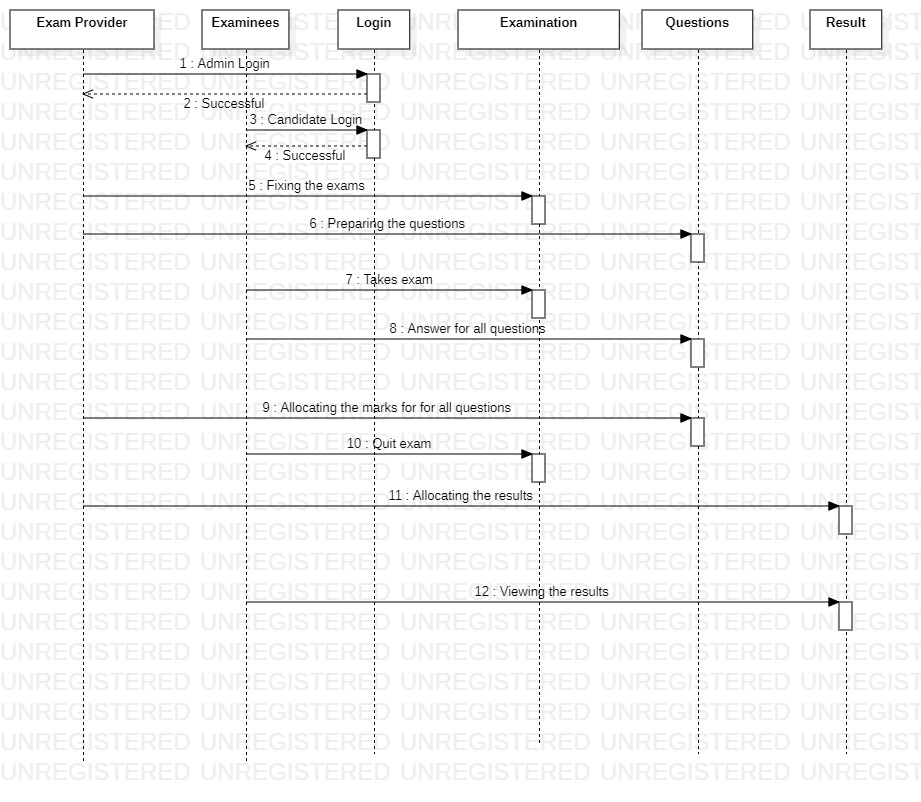 Exam Provider
Examinees
Login
Examination
Questions
Result
1 : Admin Login
2 : Successful
3 : Candidate Login
4 : Successful
5 : Fixing the exams
6 : Preparing the questions
7 : Takes exam
8 : Answer for all questions
9 : Allocating the marks for for all questions
10 : Quit exam
11 : Allocating the results
12 : Viewing the results
UNREGISTERED UNREGISTERED UNREGISTERED UNREGISTERED UNREGIST